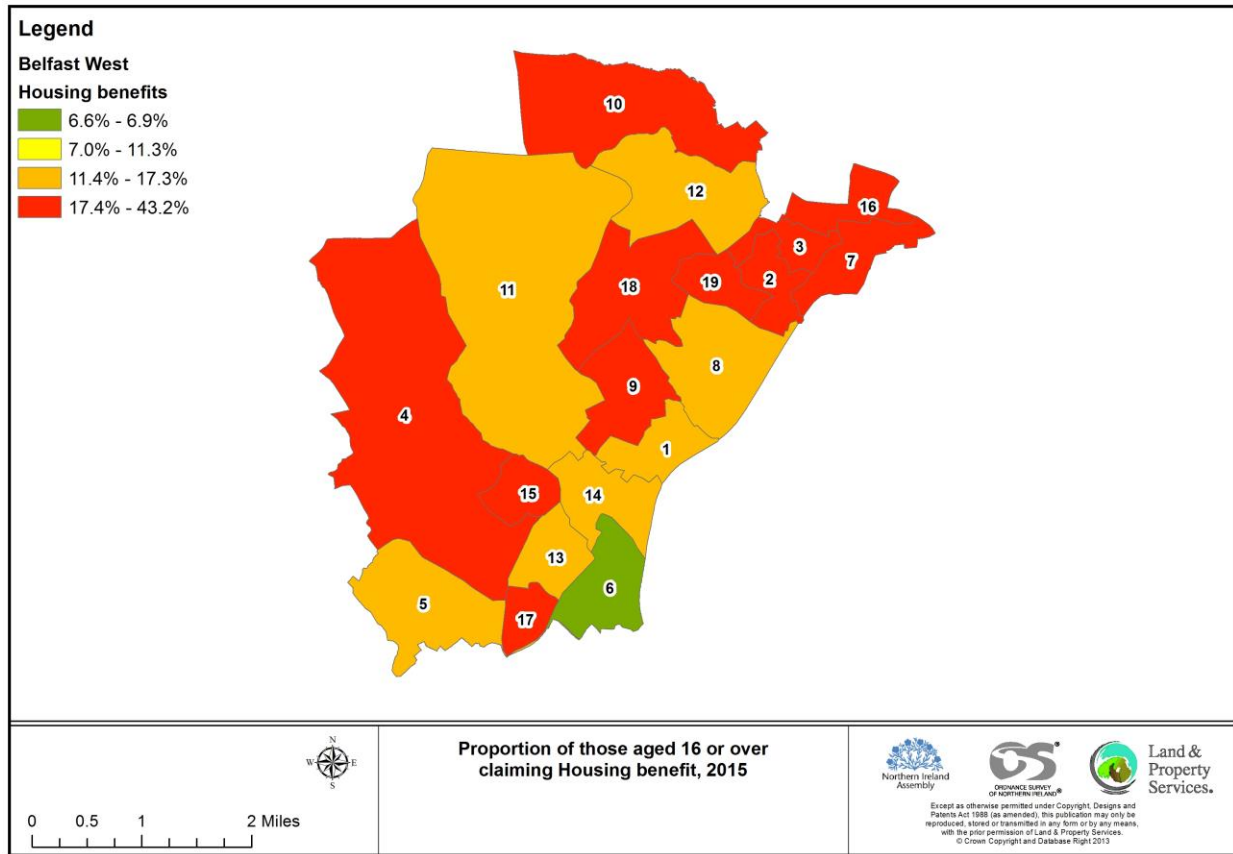 Legend
Belfast West
Housing benefits
6.6% - 6.9%
7.0% - 11.3%
11.4% - 17.3%
17.4% - 43.2%
10
12
16
3
7
2
19
18
11
8
9
4
1
15
14
13
6
5
17
N
W E
S
0 0.5 1 2 Miles
Proportion of those aged 16 or over
claiming Housing benefit, 2015
Northern Ireland
Assembly
OS®
ORDNANCE SURVEY
OF NORTHERN IRELAND®
Land &
Property
Services.
Except as otherwise permitted under Copyright, Designs and
Patents Act 1988 (as amended), this publication may only be
reproduced, stored or transmitted in any form or by any means,
with the prior permission of Land & Property Services.
© Crown Copyright and Database Right 2013